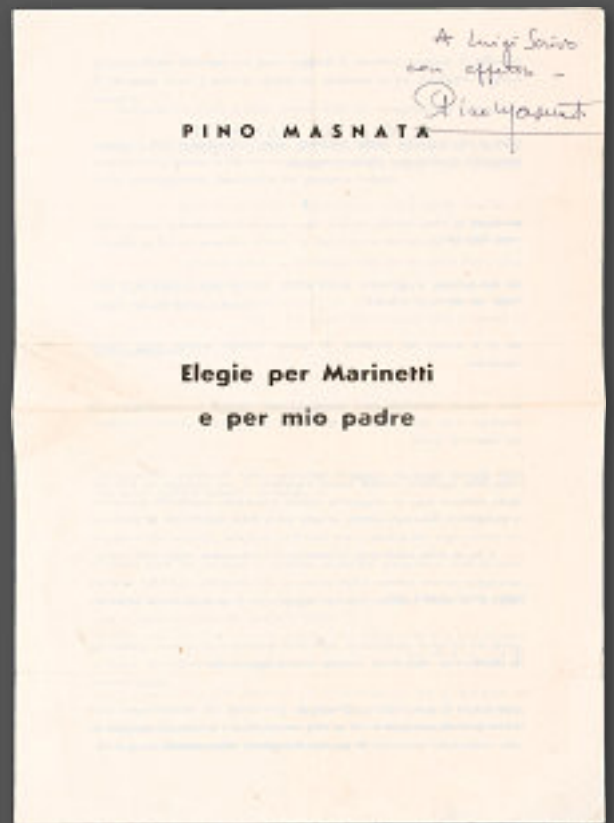 A Luigi Scrivo
con affetto -
Pino Masnata
PINO MASNATA
Elegie per Marinetti
e per mio padre